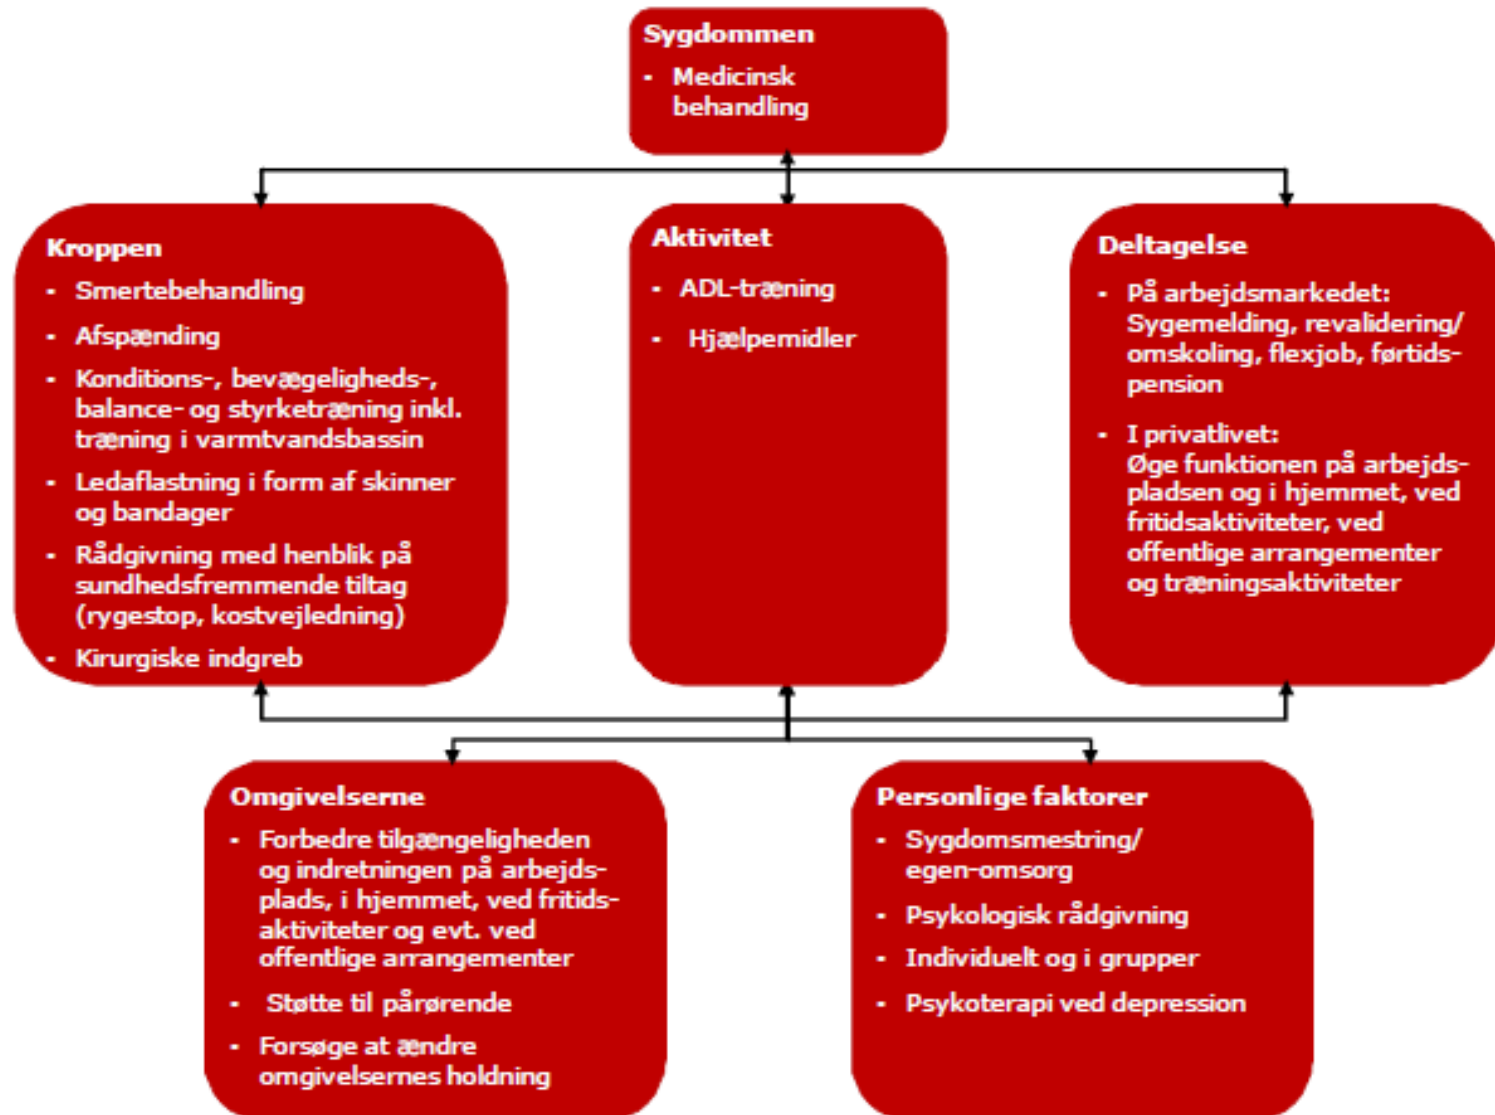 Sygdommen
- Medicinsk
behandling
Kroppen
- Smertebehandling
- Afspænding
- Konditions-, bevægeligheds-,
balance- og styrketræning inkl.
træning i varmtvandsbassin
- Ledaflastning i form af skinner
og bandager
- Rådgivning med henblik på
sundhedsfremmende tiltag
(rygestop, kostvejledning)
- Kirurgiske indgreb
Aktivitet
- ADL-træning
- Hjælpemidler
Deltagelse
- På arbejdsmarkedet:
Sygemelding, revalidering/
omskoling, flexjob, førtids-
pension
- I privatlivet:
Øge funktionen på arbejds-
pladsen og i hjemmet, ved
fritidsaktiviteter, ved
offentlige arrangementer
og træningsaktiviteter
Omgivelserne
- Forbedre tilgængeligheden
og indretningen på arbejds-
plads, i hjemmet, ved fritids-
aktiviteter og evt. ved
offentlige arrangementer
- Støtte til pårørende
- Forsøge at ændre
omgivelsernes holdning
Personlige faktorer
- Sygdomsmestring/
egen-omsorg
- Psykologisk rådgivning
- Individuelt og i grupper
- Psykoterapi ved depression